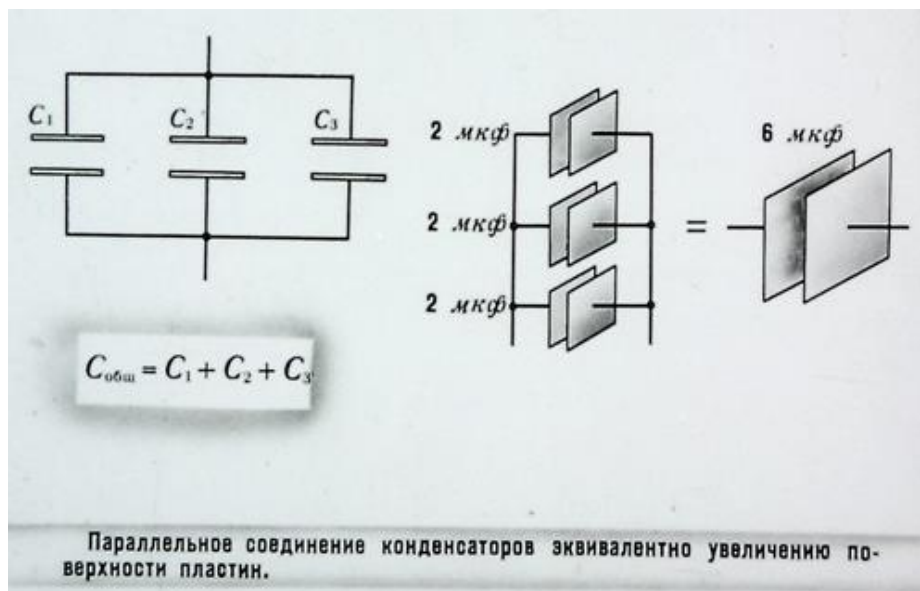 C₁
C₂
C₃
2 мкф
2 мкф
2 мкф
=
6 мкф
Cобщ = C₁ + C₂ + C₃
Параллельное соединение конденсаторов эквивалентно увеличению по-
верхности пластин.